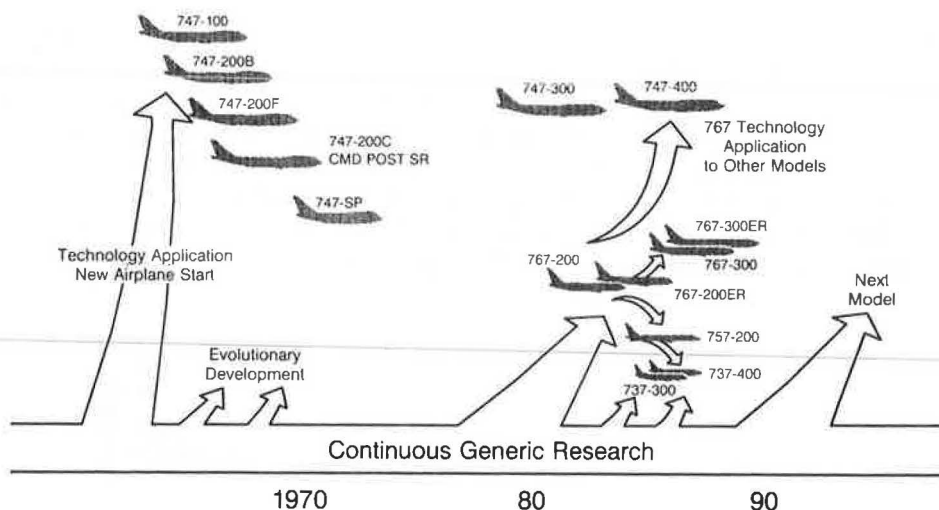 747-100
747-200B
747-200F
747-200C
CMD POST SR
747-SP
Technology Application
New Airplane Start
Evolutionary
Development
747-300
747-400
767 Technology
Application
to Other Models
767-300ER
767-300
767-200
767-200ER
757-200
737-400
737-300
Next
Model
Continuous Generic Research
1970
80
90